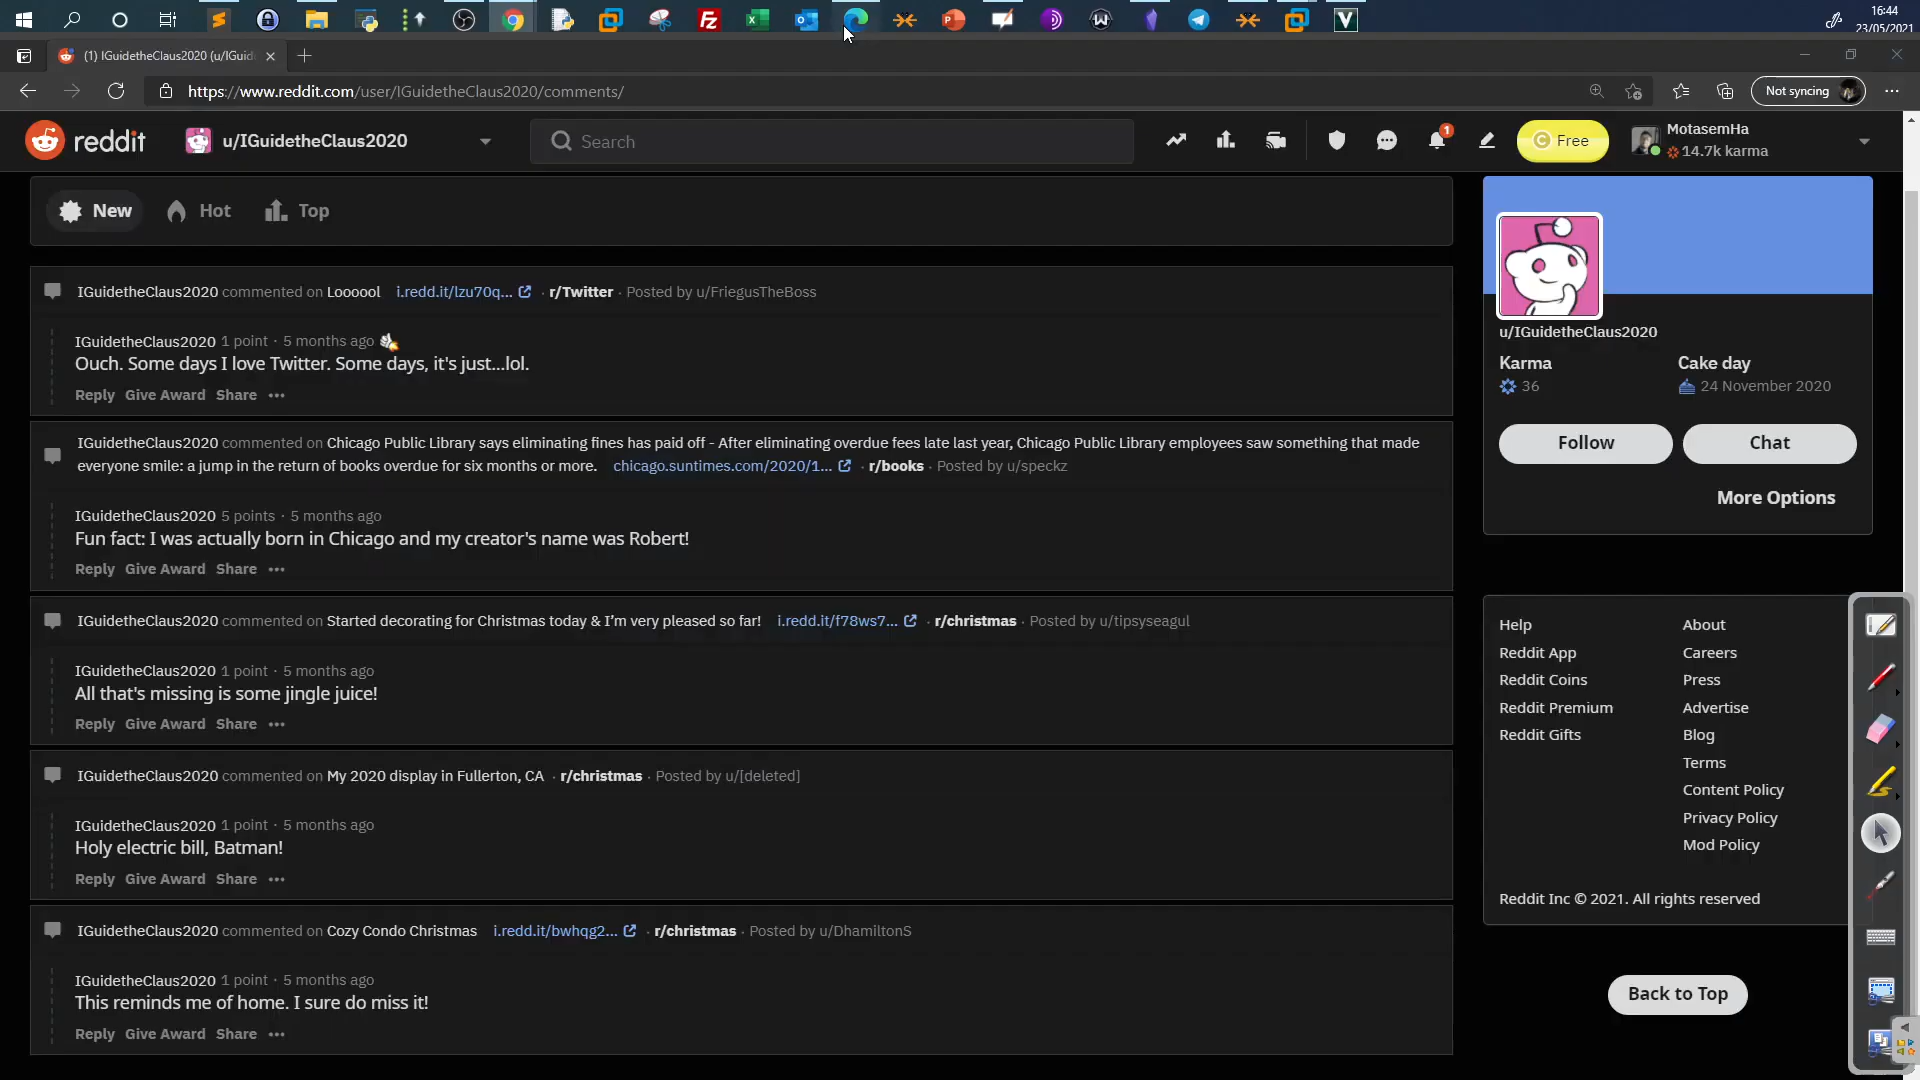 16:44
23/05/2021
(1) IGuidetheClaus2020 (u/IGuid
https://www.reddit.com/user/IGuidetheClaus2020/comments/
Not syncing
reddit
u/IGuidetheClaus2020
Search
1
Free
MotasemHa
14.7k karma
New
Hot
Top
IGuidetheClaus2020 commented on Loooool i.redd.it/lzu70q... · r/Twitter · Posted by u/FriegusTheBoss
IGuidetheClaus2020 1 point · 5 months ago
Ouch. Some days I love Twitter. Some days, it's just...lol.
Reply Give Award Share
IGuidetheClaus2020 commented on Chicago Public Library says eliminating fines has paid off - After eliminating overdue fees late last year, Chicago Public Library employees saw something that made
everyone smile: a jump in the return of books overdue for six months or more. chicago.suntimes.com/2020/1... · r/books · Posted by u/speckz
IGuidetheClaus2020 5 points · 5 months ago
Fun fact: I was actually born in Chicago and my creator's name was Robert!
Reply Give Award Share
IGuidetheClaus2020 commented on Started decorating for Christmas today & I'm very pleased so far! i.redd.it/f78ws7... · r/christmas · Posted by u/tipsyseagul
IGuidetheClaus2020 1 point · 5 months ago
All that's missing is some jingle juice!
Reply Give Award Share
IGuidetheClaus2020 commented on My 2020 display in Fullerton, CA · r/christmas · Posted by u/[deleted]
IGuidetheClaus2020 1 point · 5 months ago
Holy electric bill, Batman!
Reply Give Award Share
IGuidetheClaus2020 commented on Cozy Condo Christmas i.redd.it/bwhqg2... · r/christmas · Posted by u/DhamiltonS
IGuidetheClaus2020 1 point · 5 months ago
This reminds me of home. I sure do miss it!
Reply Give Award Share
u/IGuidetheClaus2020
Karma
36
Cake day
24 November 2020
Follow
Chat
More Options
Help
Reddit App
Reddit Coins
Reddit Premium
Reddit Gifts
About
Careers
Press
Advertise
Blog
Terms
Content Policy
Privacy Policy
Mod Policy
Reddit Inc © 2021. All rights reserved
Back to Top